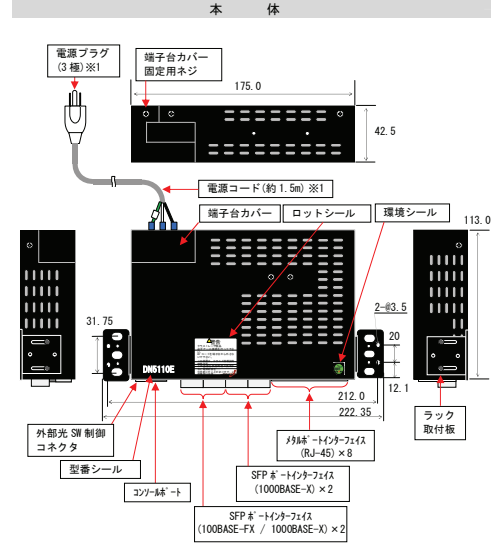 本 体
電源プラグ
(3 極)※1
端子台カバー
固定用ネジ
175.0
42.5
電源コード(約 1.5m) ※1
端子台カバー
ロットシール
環境シール
113.0
2-@3.5
31.75
20
DN5110E
12.1
212.0
222.35
外部光 SW 制御
コネクタ
型番シール
コンソールポート
メタルポートインターフェイス
(RJ-45) × 8
SFP ポートインターフェイス
(1000BASE-X) × 2
SFP ポートインターフェイス
(100BASE-FX / 1000BASE-X) × 2
ラック
取付板